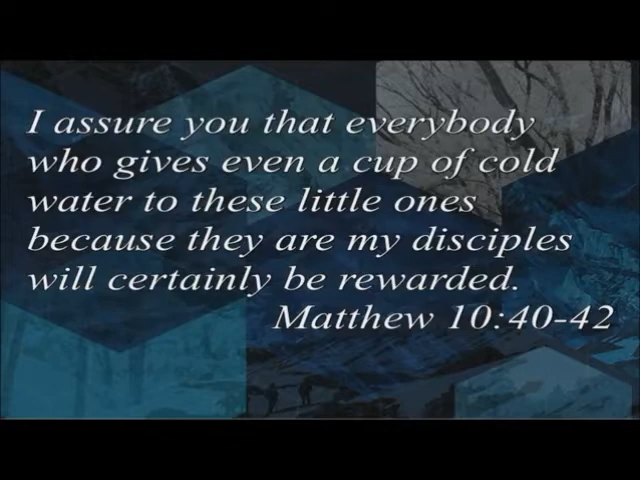 I assure you that everybody
who gives even a cup of cold
water to these little ones
because they are my disciples
will certainly be rewarded.
Matthew 10:40-42